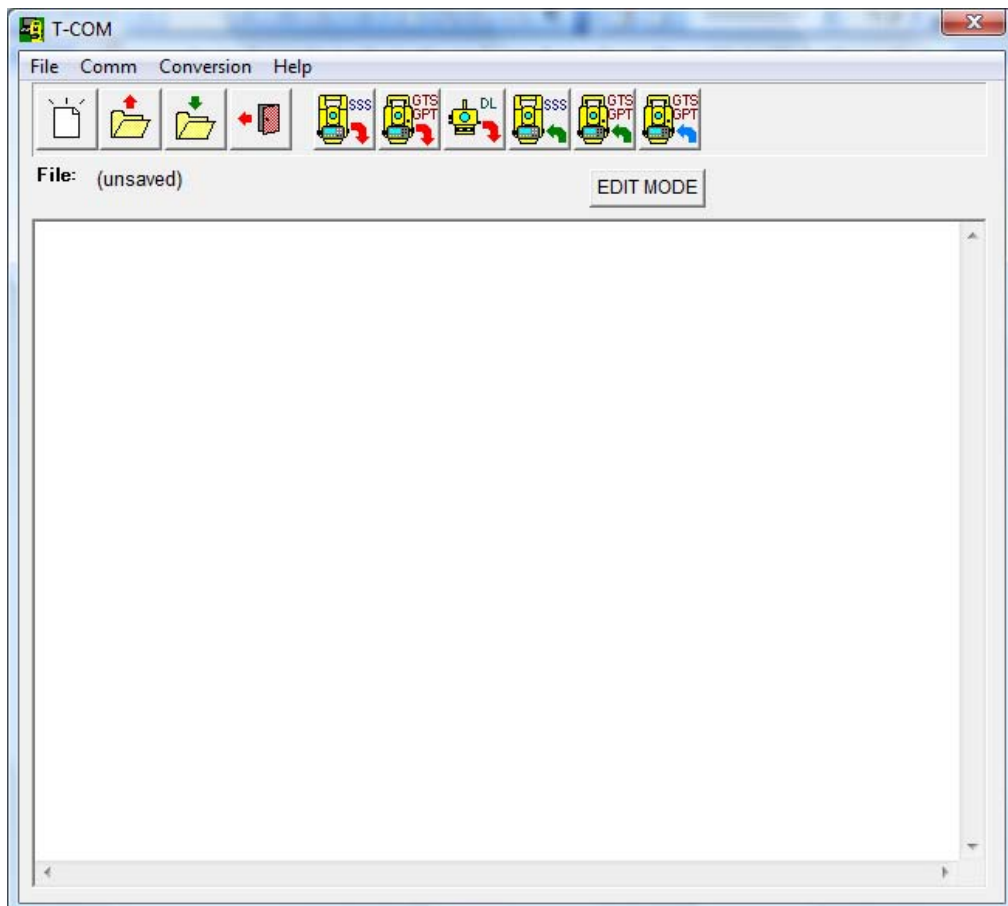 T-COM
File Comm Conversion Help
SSS GTS GPT DL SSS GTS GPT GTS GPT
File: (unsaved) EDIT MODE